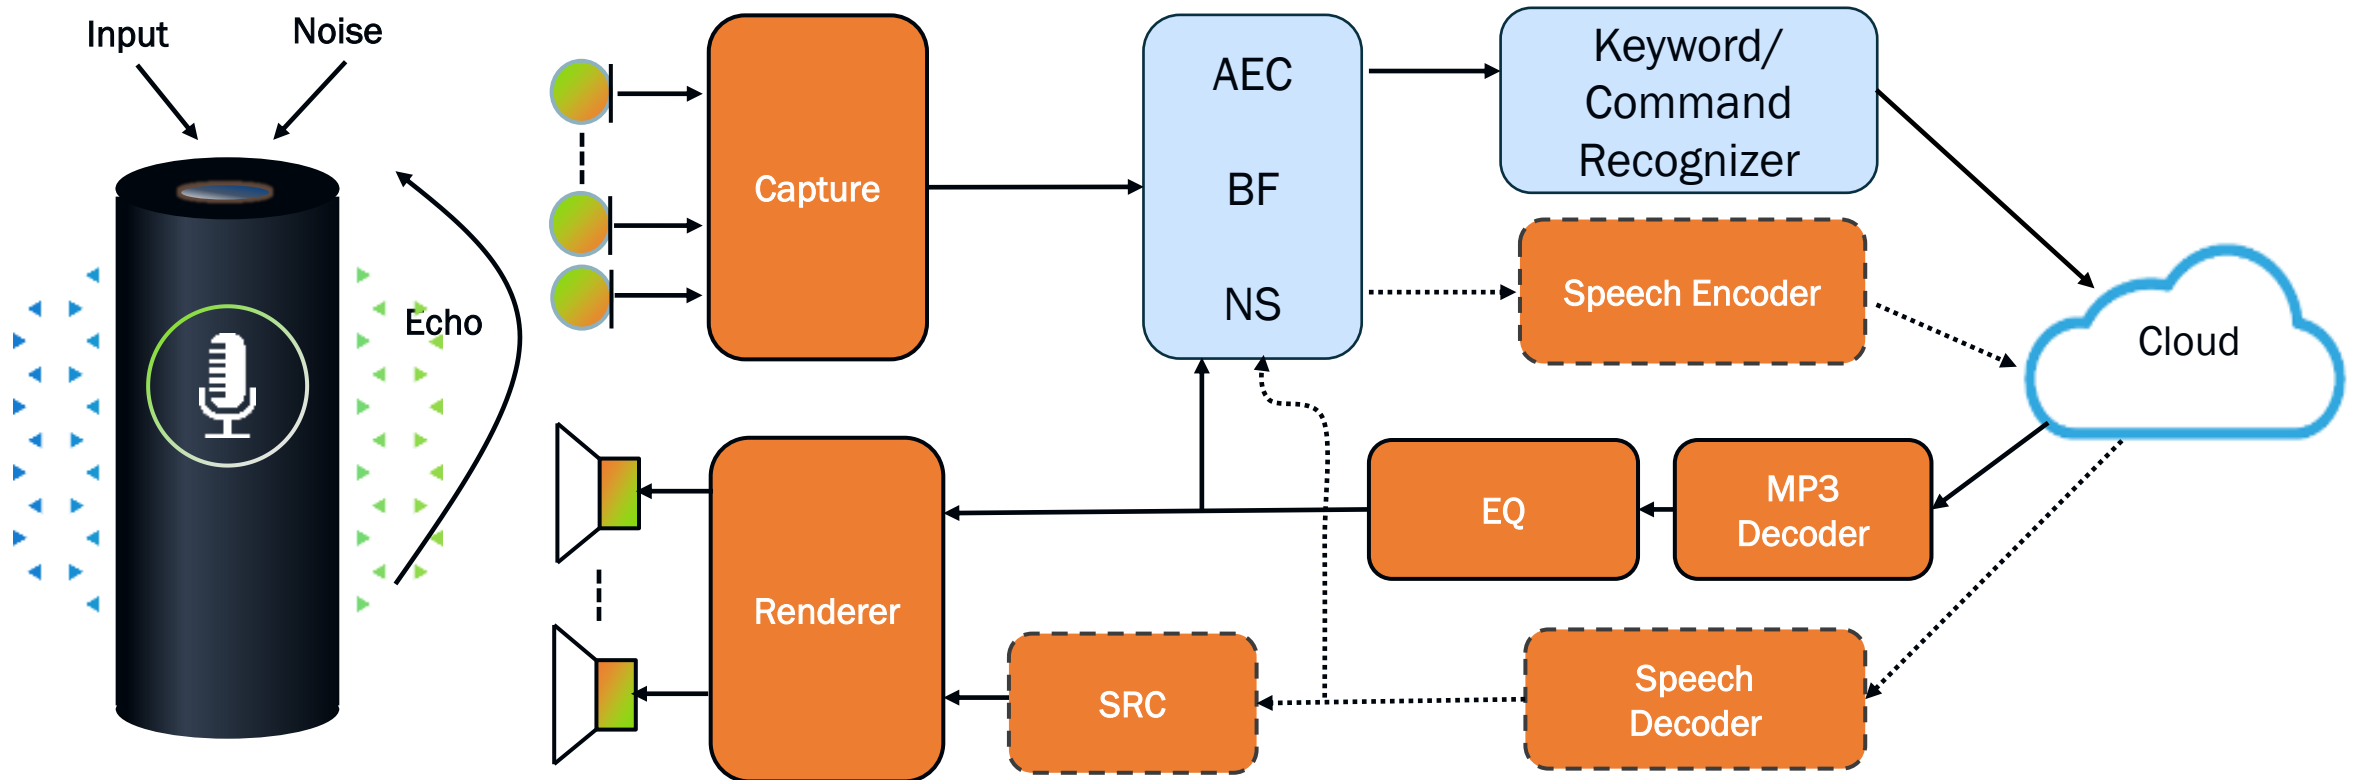 Input
Noise
Echo
Capture
AEC
BF
NS
Keyword/
Command
Recognizer
Speech Encoder
Cloud
MP3
Decoder
EQ
Renderer
SRC
Speech
Decoder